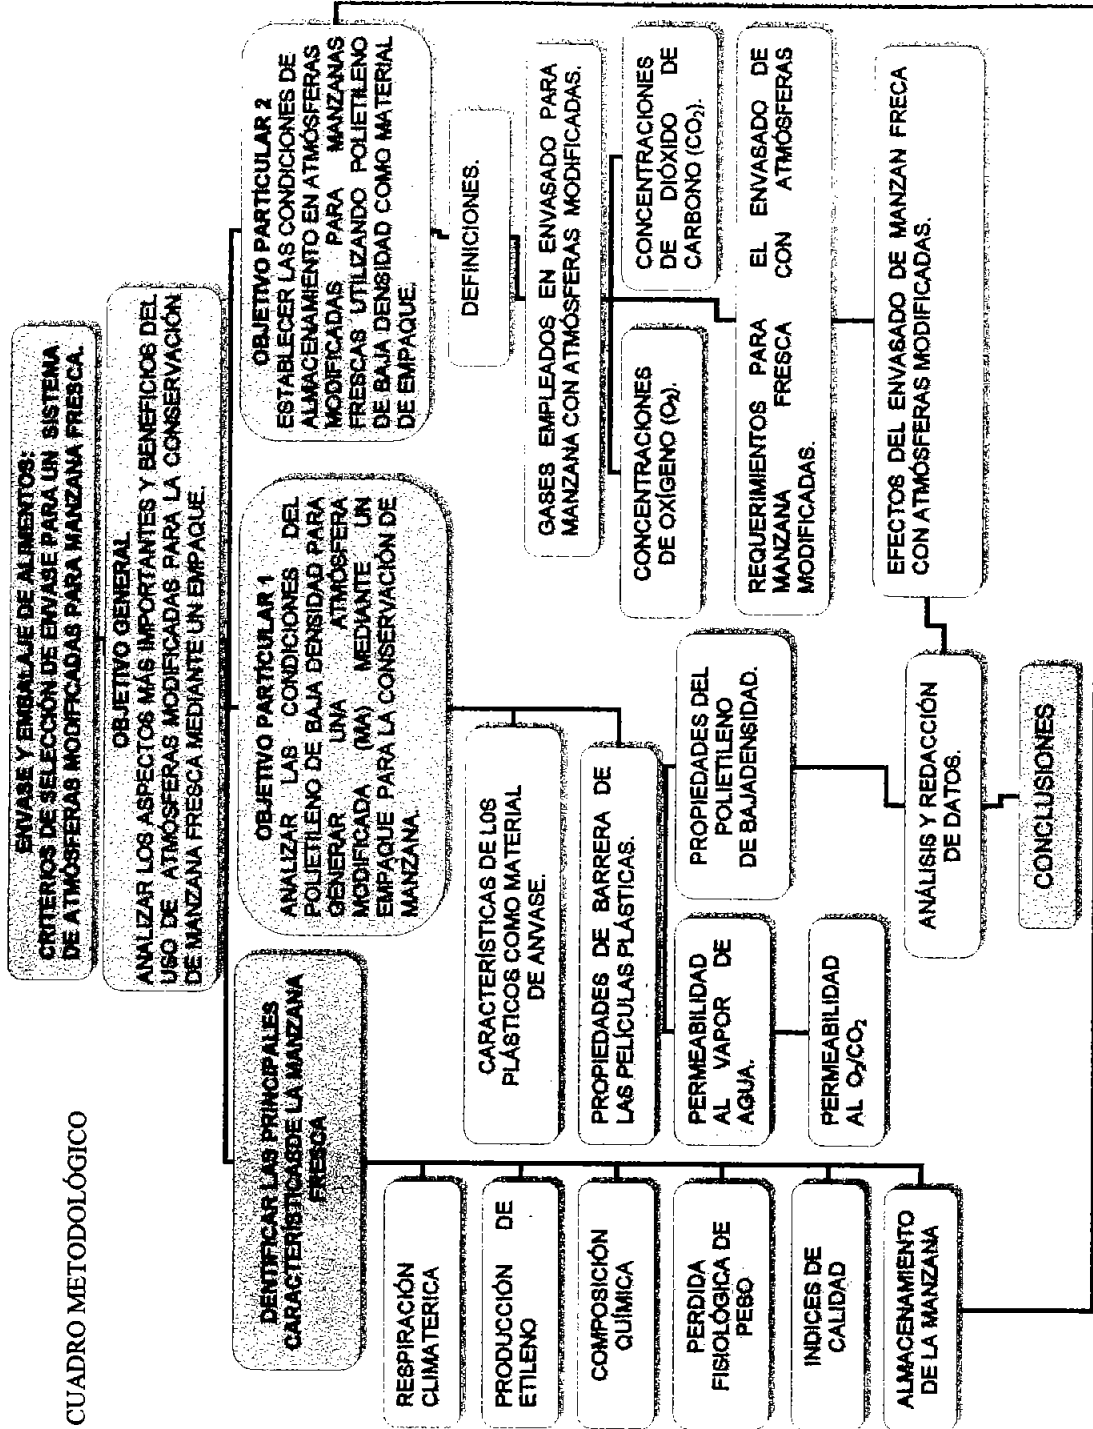 CUADRO METODOLÓGICO
ENVASE Y EMBALAJE DE ALIMENTOS:
CRITERIOS DE SELECCIÓN DE ENVASE PARA UN SISTEMA
DE ATMOSFERAS MODIFICADAS PARA MANZANA FRESCA.
OBJETIVO GENERAL
ANALIZAR LOS ASPECTOS MÁS IMPORTANTES Y BENEFICIOS DEL
USO DE ATMOSFERAS MODIFICADAS PARA LA CONSERVACIÓN
DE MANZANA FRESCA MEDIANTE UN EMPAQUE.
DENTIFICAR LAS PRINCIPALES
CARACTERÍSTICASDE LA MANZANA
FRESCA
RESPIRACIÓN
CLIMATERICA
PRODUCCIÓN DE
ETILENO
COMPOSICIÓN
QUÍMICA
PERDIDA
FISIOLÓGICA DE
PESO
INDICES DE
CALIDAD
ALMACENAMIENTO
DE LA MANZANA
OBJETIVO PARTÍCULAR 1
ANALIZAR LAS CONDICIONES DEL
POLIETILENO DE BAJA DENSIDAD PARA
GENERAR UNA ATMÓSFERA
MODIFICADA (MA) MEDIANTE UN
EMPAQUE PARA LA CONSERVACIÓN DE
MANZANA.
CARACTERÍSTICAS DE LOS
PLÁSTICOS COMO MATERIAL
DE ANVASE.
PROPIEDADES DE BARRERA DE
LAS PELÍCULAS PLÁSTICAS.
PERMEABILIDAD
AL VAPOR DE
AGUA.
PERMEABILIDAD
AL O₂/CO₂
PROPIEDADES DEL
POLIETILENO
DE BAJADENSIDAD.
OBJETIVO PARTÍCULAR 2
ESTABLECER LAS CONDICIONES DE
ALMACENAMIENTO EN ATMÓSFERAS
MODIFICADAS PARA MANZANAS
FRESCAS UTILIZANDO POLIETILENO
DE BAJA DENSIDAD COMO MATERIAL
DE EMPAQUE.
DEFINICIONES.
GASES EMPLEADOS EN ENVASADO PARA
MANZANA CON ATMÓSFERAS MODIFICADAS.
CONCENTRACIONES
DE OXÍGENO (O₂).
CONCENTRACIONES
DE DIÓXIDO DE
CARBONO (CO₂).
REQUERIMIENTOS PARA EL ENVASADO DE
MANZANA FRESCA CON ATMÓSFERAS
MODIFICADAS.
EFECTOS DEL ENVASADO DE MANZAN FRECA
CON ATMÓSFERAS MODIFICADAS.
ANÁLISIS Y REDACCIÓN
DE DATOS.
CONCLUSIONES